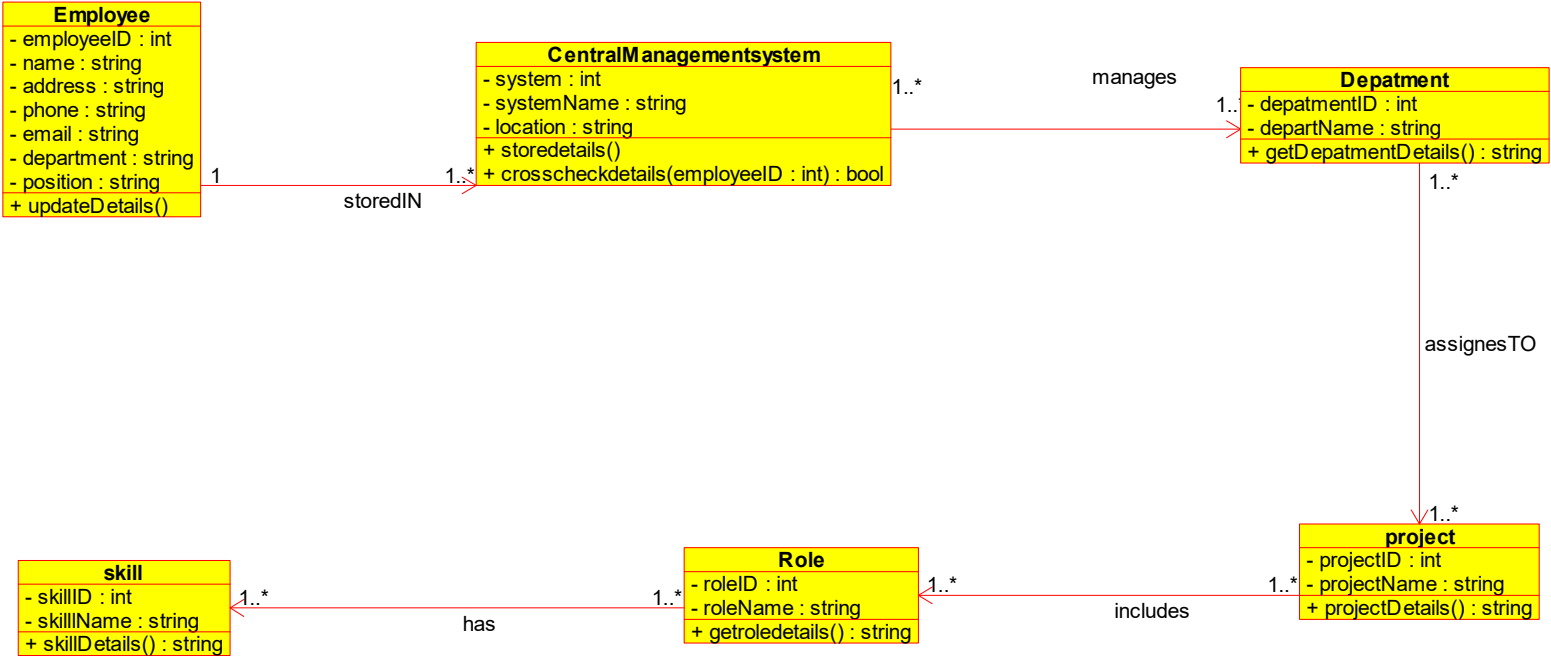 Employee
- employeeID : int
- name : string
- address : string
- phone : string
- email : string
- department : string
- position : string
+ updateDetails()
1
1..*
storedIN
CentralManagementsystem
- system : int
- systemName : string
- location : string
+ storedetails()
+ crosscheckdetails(employeeID : int) : bool
1..*
manages
1..
Depatment
- depatmentID : int
- departName : string
+ getDepatmentDetails() : string
1..*
assignesTO
1..*
project
- projectID : int
- projectName : string
+ projectDetails() : string
1..*
includes
1..*
Role
- roleID : int
- roleName : string
+ getroledetails() : string
1..*
has
1..*
skill
- skillID : int
- skilllName : string
+ skillDetails() : string